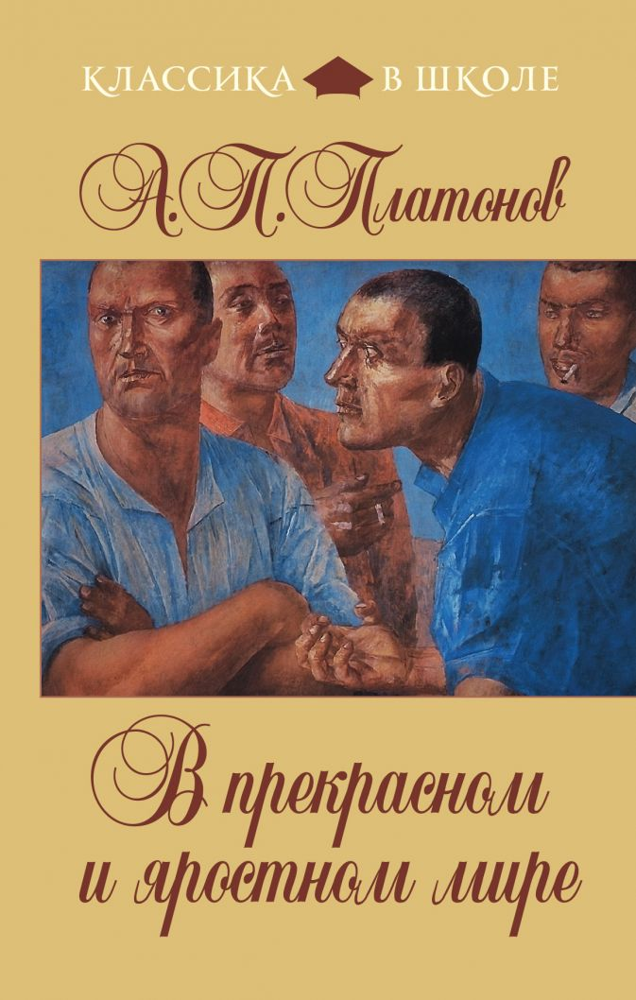 КЛАССИКА В ШКОЛЕ
А.П.Платонов
В прекрасном
и яростном мире